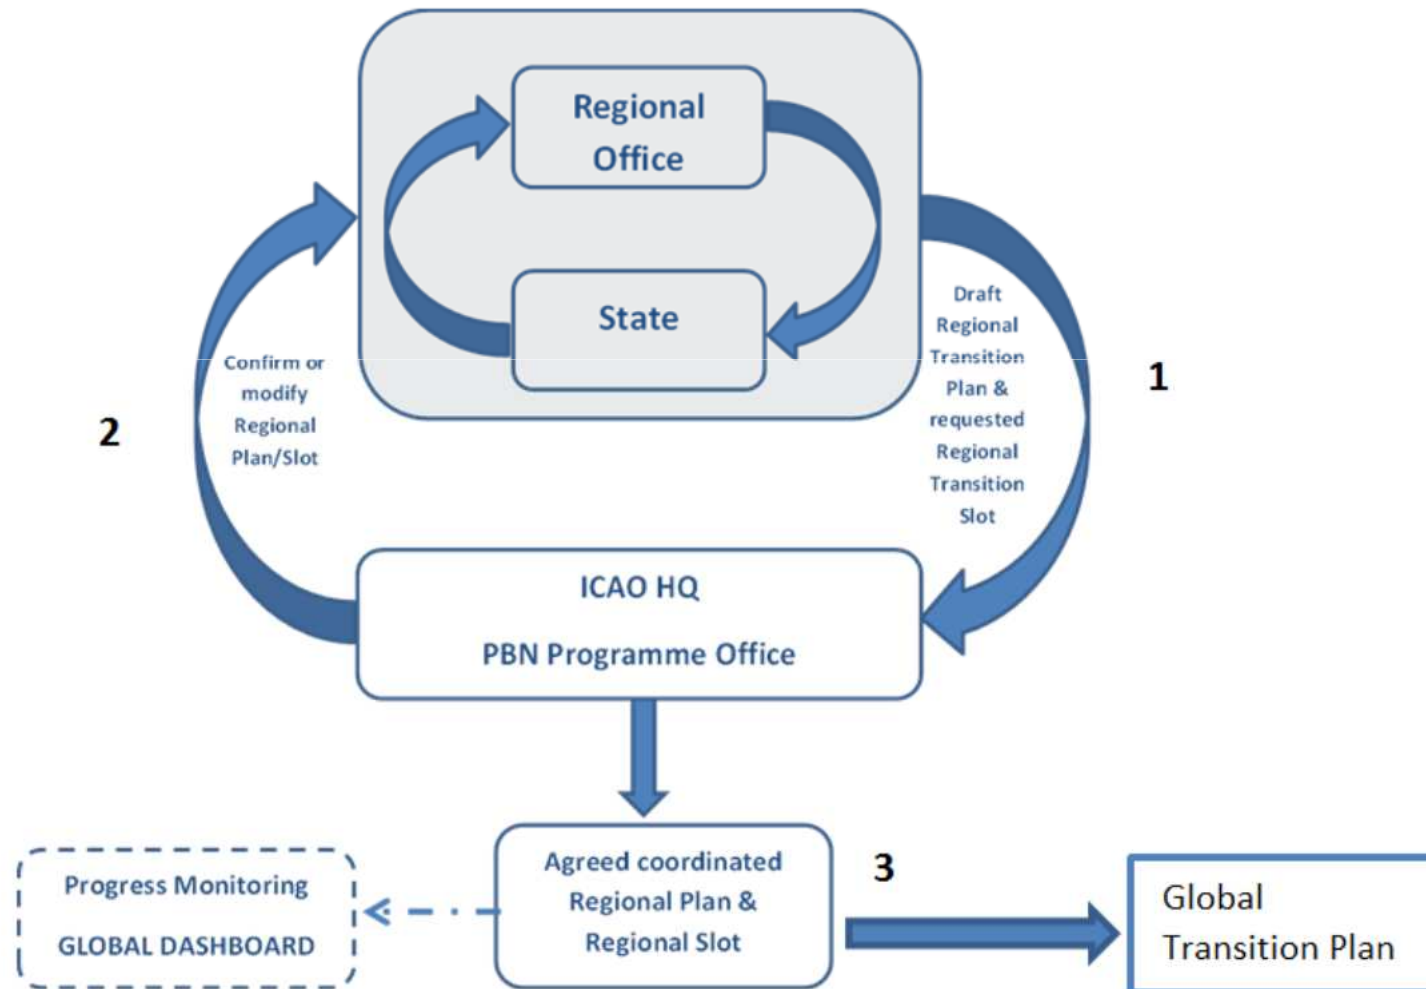 Regional
Office
State
Draft
Regional
Transition
Plan &
requested
Regional
Transition
Slot
1
Confirm or
modify
Regional
Plan/Slot
2
ICAO HQ
PBN Programme Office
Agreed coordinated
Regional Plan &
Regional Slot
3
Progress Monitoring
GLOBAL DASHBOARD
Global
Transition Plan